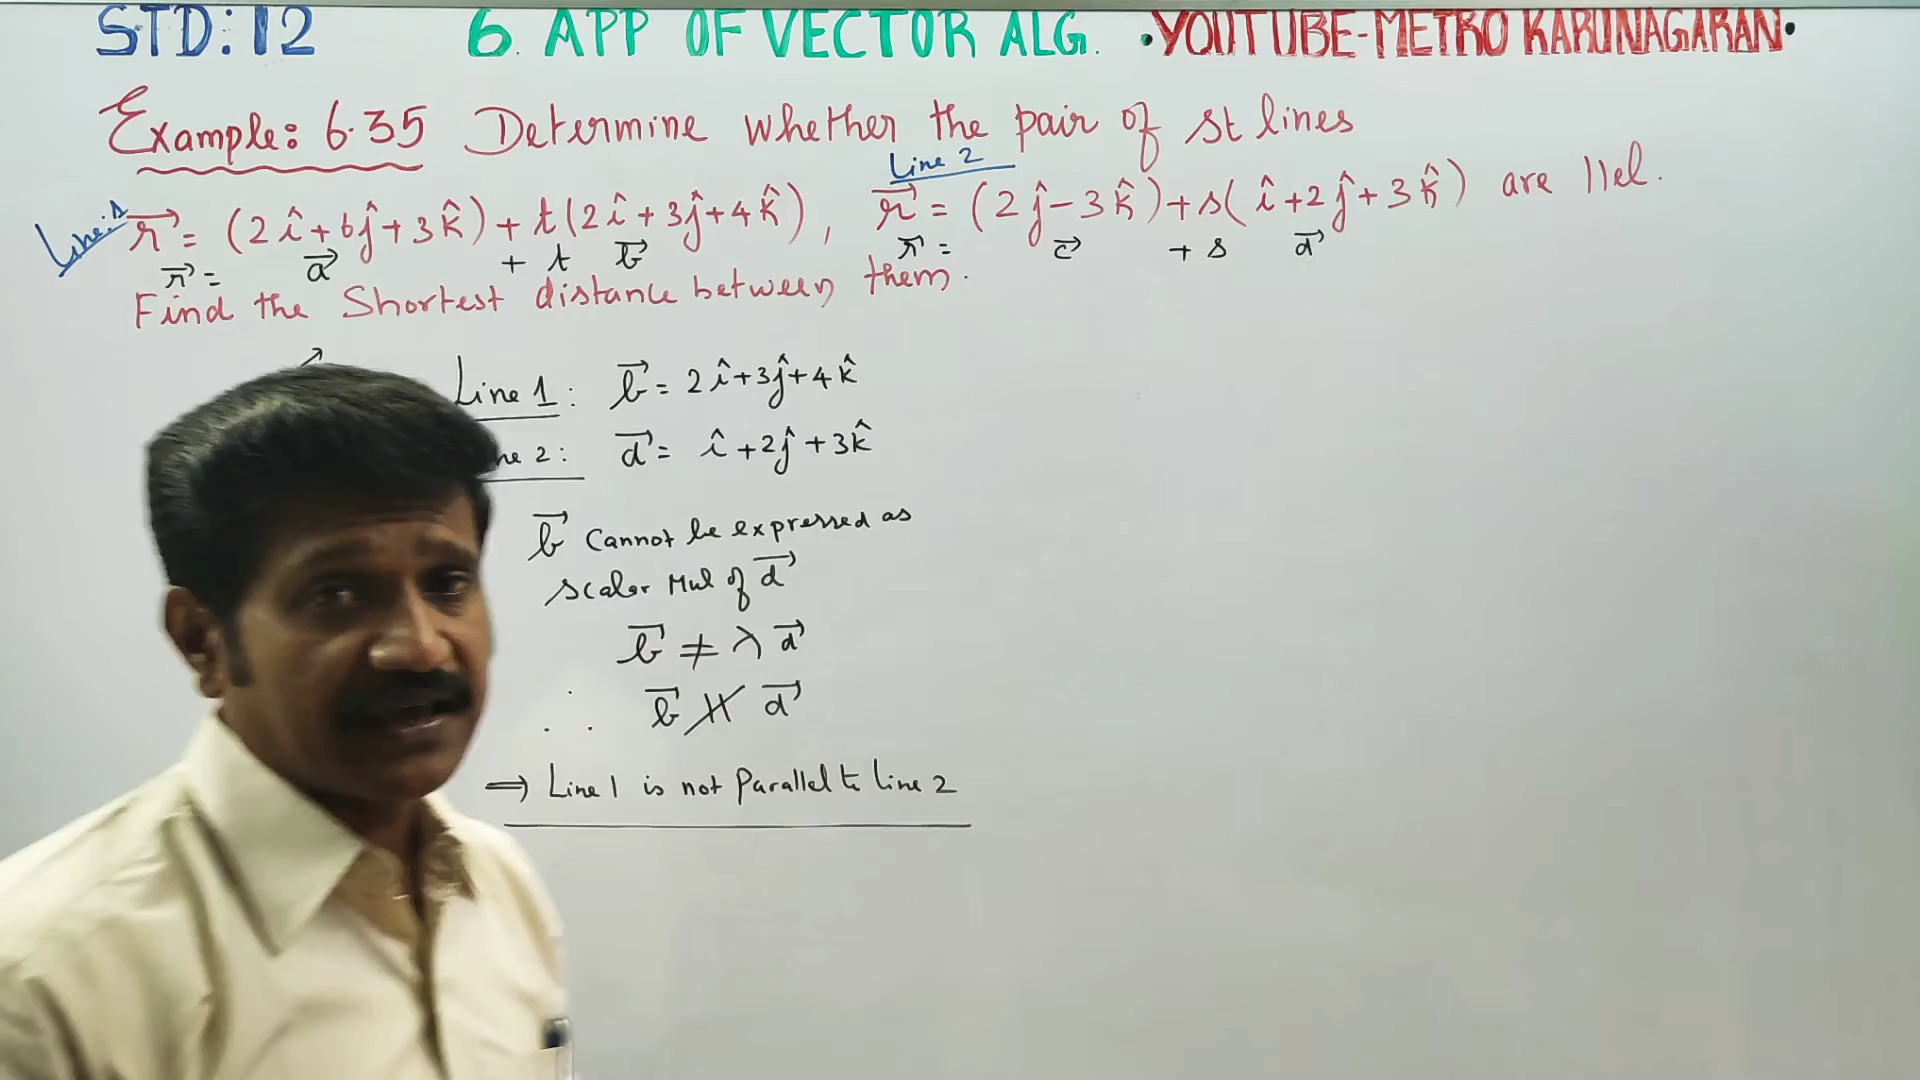 STD: 12 6. APP OF VECTOR ALG. •YOUTUBE-METRO KARUNAGARAN•
Example: 6.35 Determine whether the pair of st lines
Line 2
Line:1 r⃗ = (2î+6ĵ+3k̂)+t(2î+3ĵ+4k̂), r⃗ = (2ĵ-3k̂)+s(î+2ĵ+3k̂) are llel.
r⃗ = a⃗ + t b⃗ r⃗ = c⃗ + s d⃗
Find the Shortest distance between them.
Line 1: b⃗ = 2î+3ĵ+4k̂
ne 2: d⃗ = î+2ĵ+3k̂
b⃗ Cannot be expressed as
scalar Mul of d⃗
b⃗ ≠ λ d⃗
∴ b⃗ ∦ d⃗
⟹ Line 1 is not Parallel to line 2